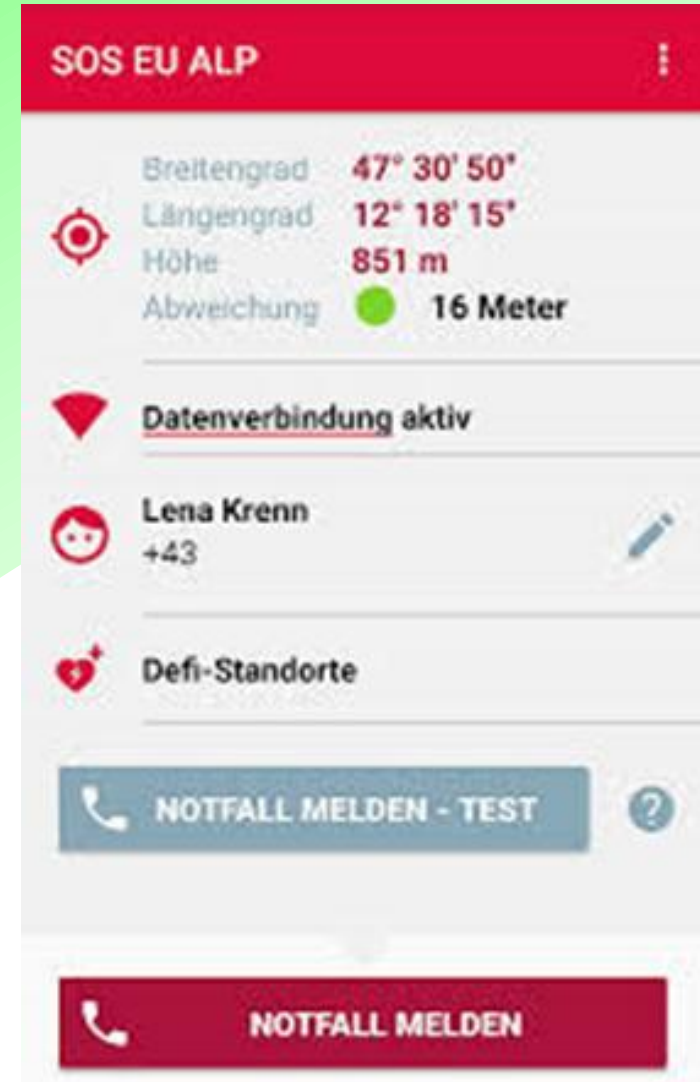 SOS EU ALP
Breitengrad 47° 30' 50"
Längengrad 12° 18' 15"
Höhe 851 m
Abweichung 16 Meter
Datenverbindung aktiv
Lena Krenn
+43
Defi-Standorte
NOTFALL MELDEN - TEST
?
NOTFALL MELDEN